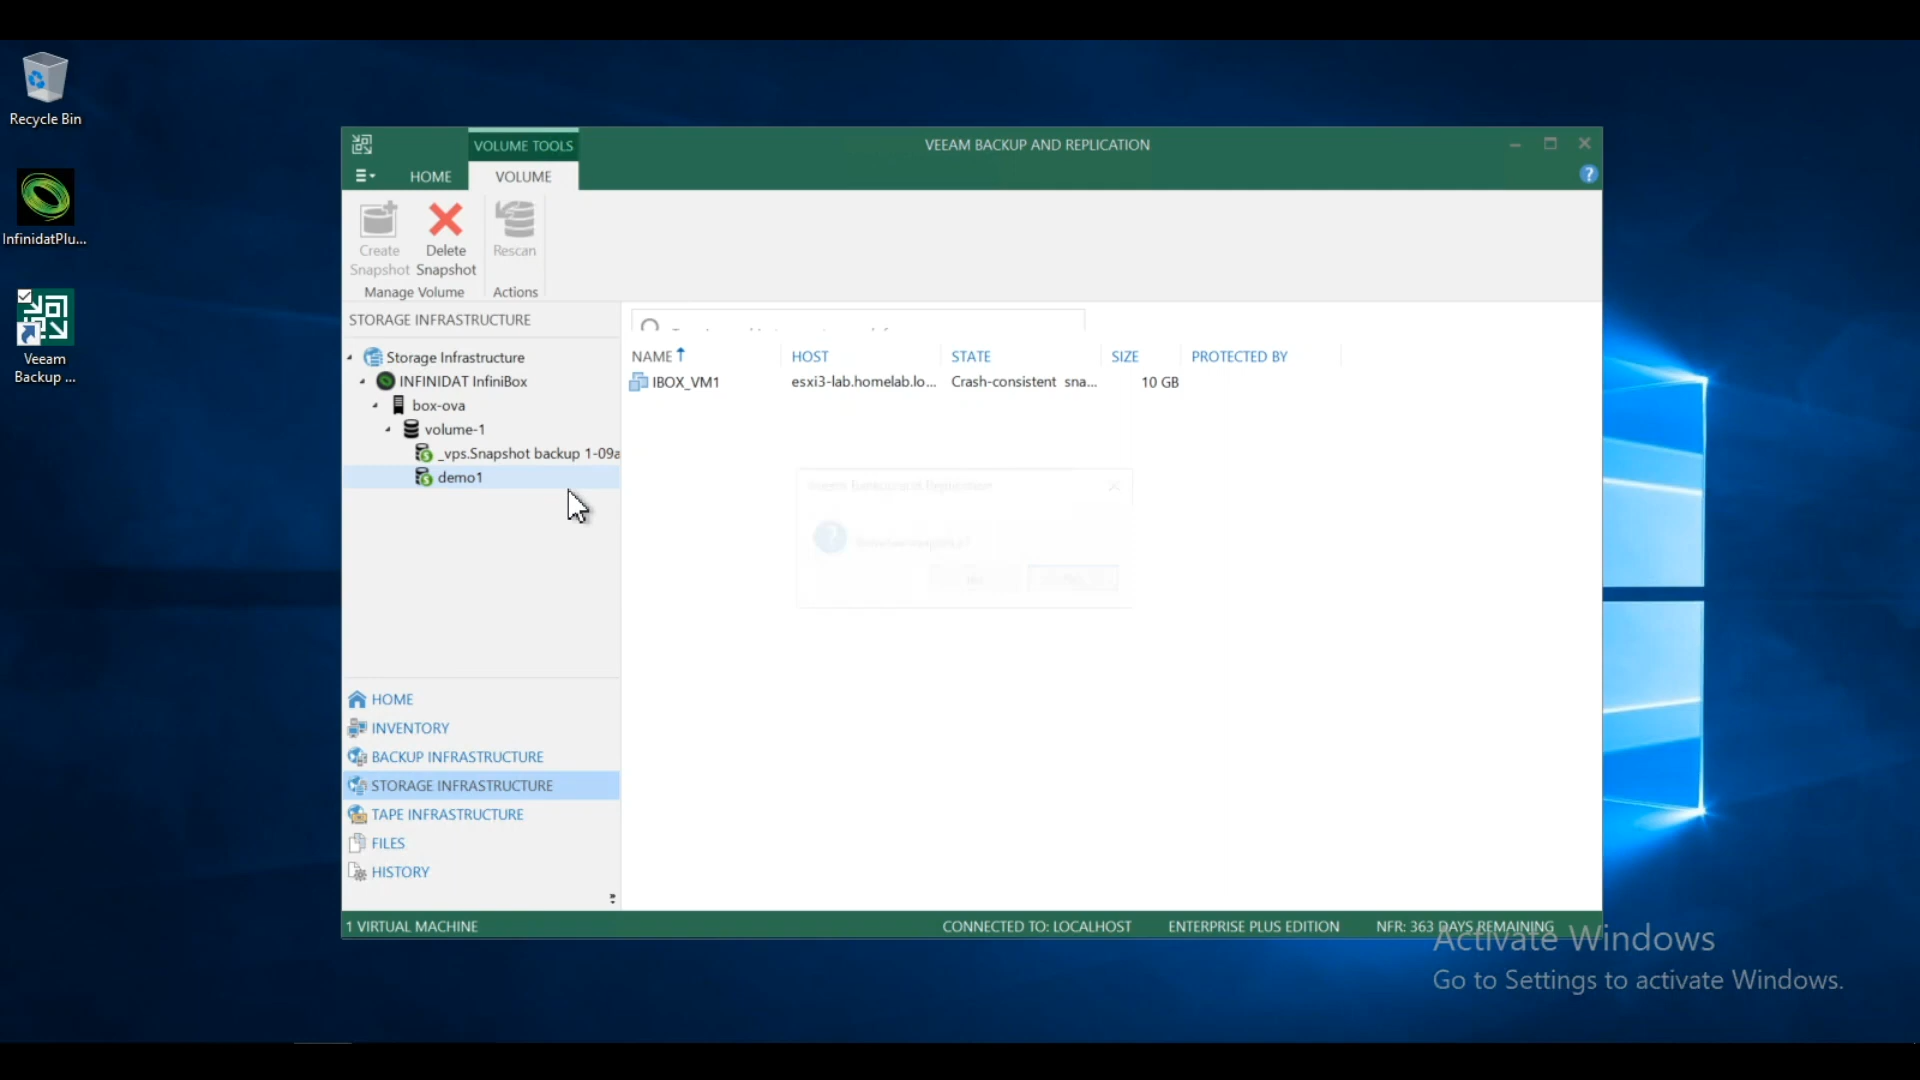 Recycle Bin
InfinidatPlu...
Veeam
Backup ...
VOLUME TOOLS
VEEAM BACKUP AND REPLICATION
HOME
VOLUME
Create
Snapshot
Delete
Snapshot
Rescan
Manage Volume
Actions
STORAGE INFRASTRUCTURE
Storage Infrastructure
INFINIDAT InfiniBox
box-ova
volume-1
_vps.Snapshot backup 1-09a
demo1
NAME
HOST
STATE
SIZE
PROTECTED BY
IBOX_VM1
esxi3-lab.homelab.lo...
Crash-consistent sna...
10 GB
HOME
INVENTORY
BACKUP INFRASTRUCTURE
STORAGE INFRASTRUCTURE
TAPE INFRASTRUCTURE
FILES
HISTORY
1 VIRTUAL MACHINE
CONNECTED TO: LOCALHOST
ENTERPRISE PLUS EDITION
NFR: 363 DAYS REMAINING
Activate Windows
Go to Settings to activate Windows.